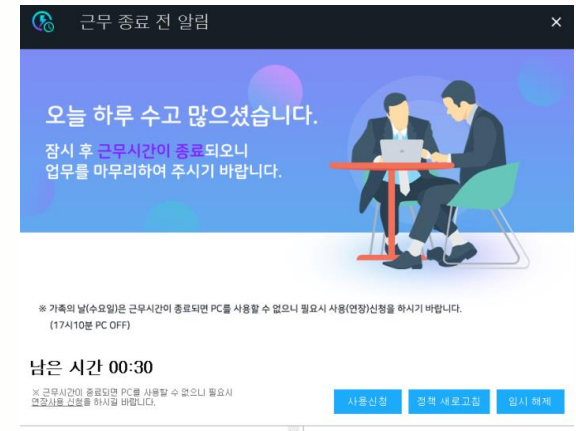 근무 종료 전 알림
오늘 하루 수고 많으셨습니다.
잠시 후 근무시간이 종료되오니
업무를 마무리하여 주시기 바랍니다.
※ 가족의 날(수요일)은 근무시간이 종료되면 PC를 사용할 수 없으니 필요시 사용(연장)신청을 하시기 바랍니다.
(17시10분 PC OFF)
남은 시간 00:30
※ 근무시간이 종료되면 PC를 사용할 수 없으니 필요시
연장사용 신청을 하시길 바랍니다.
사용신청 정책 새로고침 임시 해제